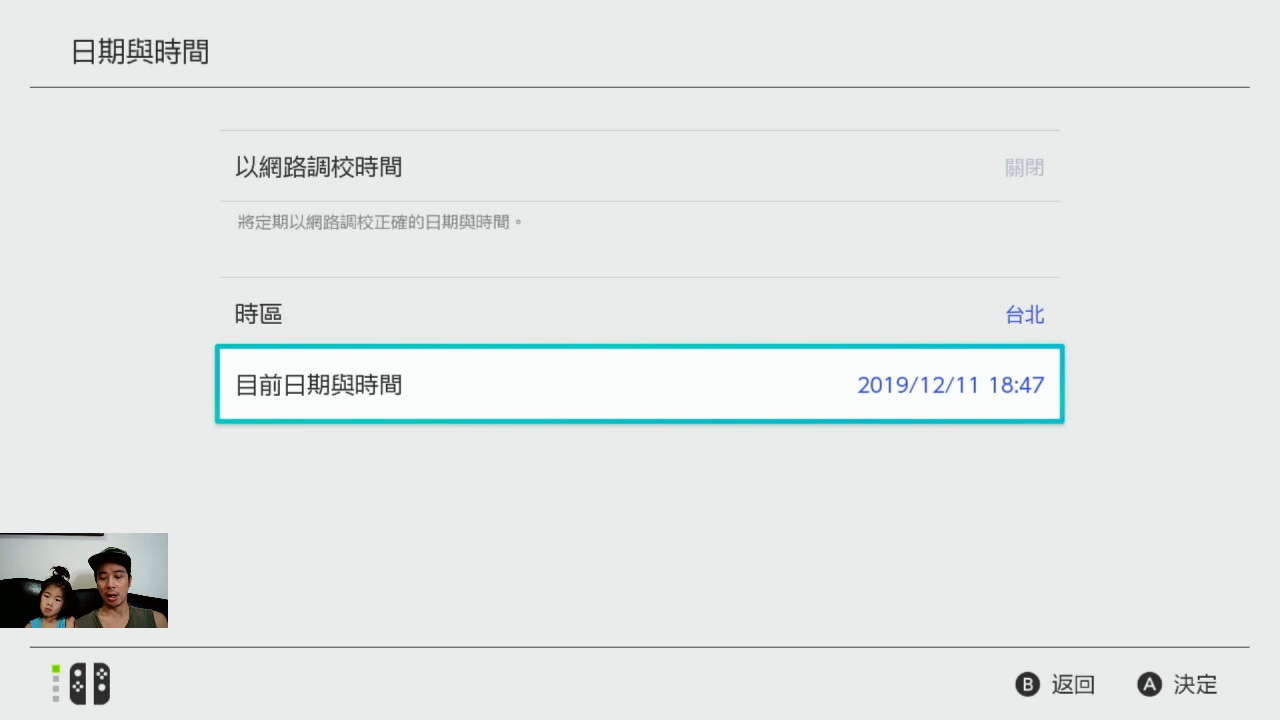 日期與時間
以網路調校時間
關閉
將定期以網路調校正確的日期與時間。
時區
台北
目前日期與時間
2019/12/11 18:47
B 返回
A 決定